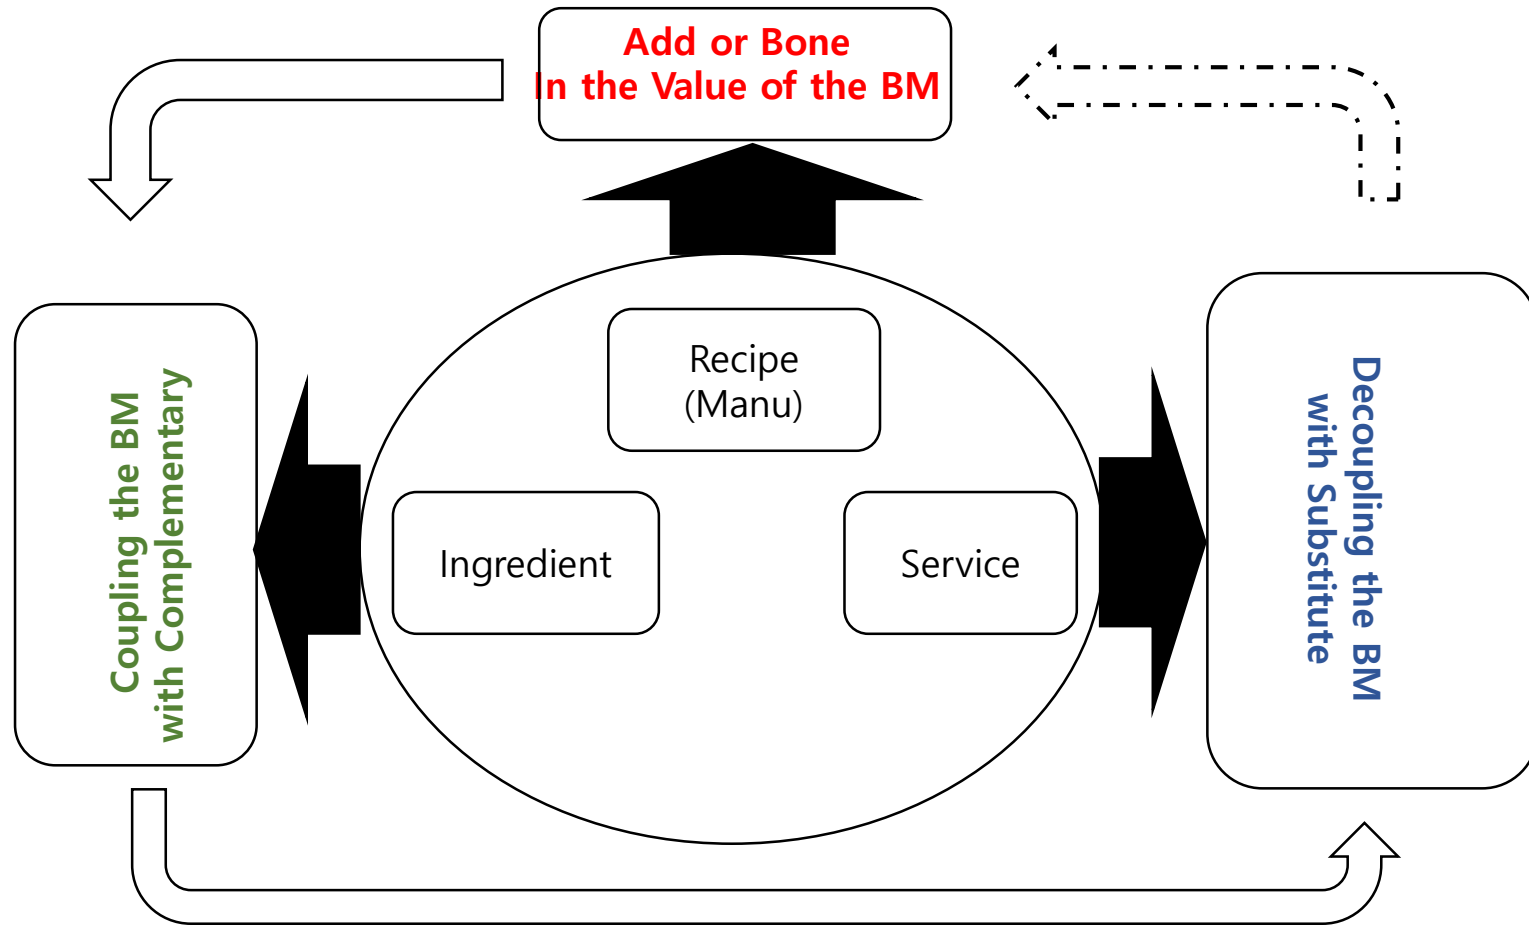 Add or Bone
In the Value of the BM
Recipe
(Manu)
Ingredient
Service
Coupling the BM
with Complementary
Decoupling the BM
with Substitute